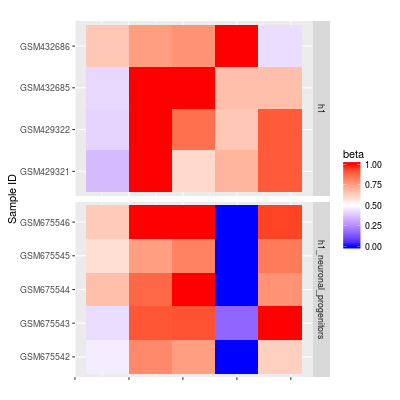 GSM432686
GSM432685
GSM429322
GSM429321
h1
GSM675546
GSM675545
GSM675544
GSM675543
GSM675542
h1_neuronal_progenitors
Sample ID
beta
1.00
0.75
0.50
0.25
0.00